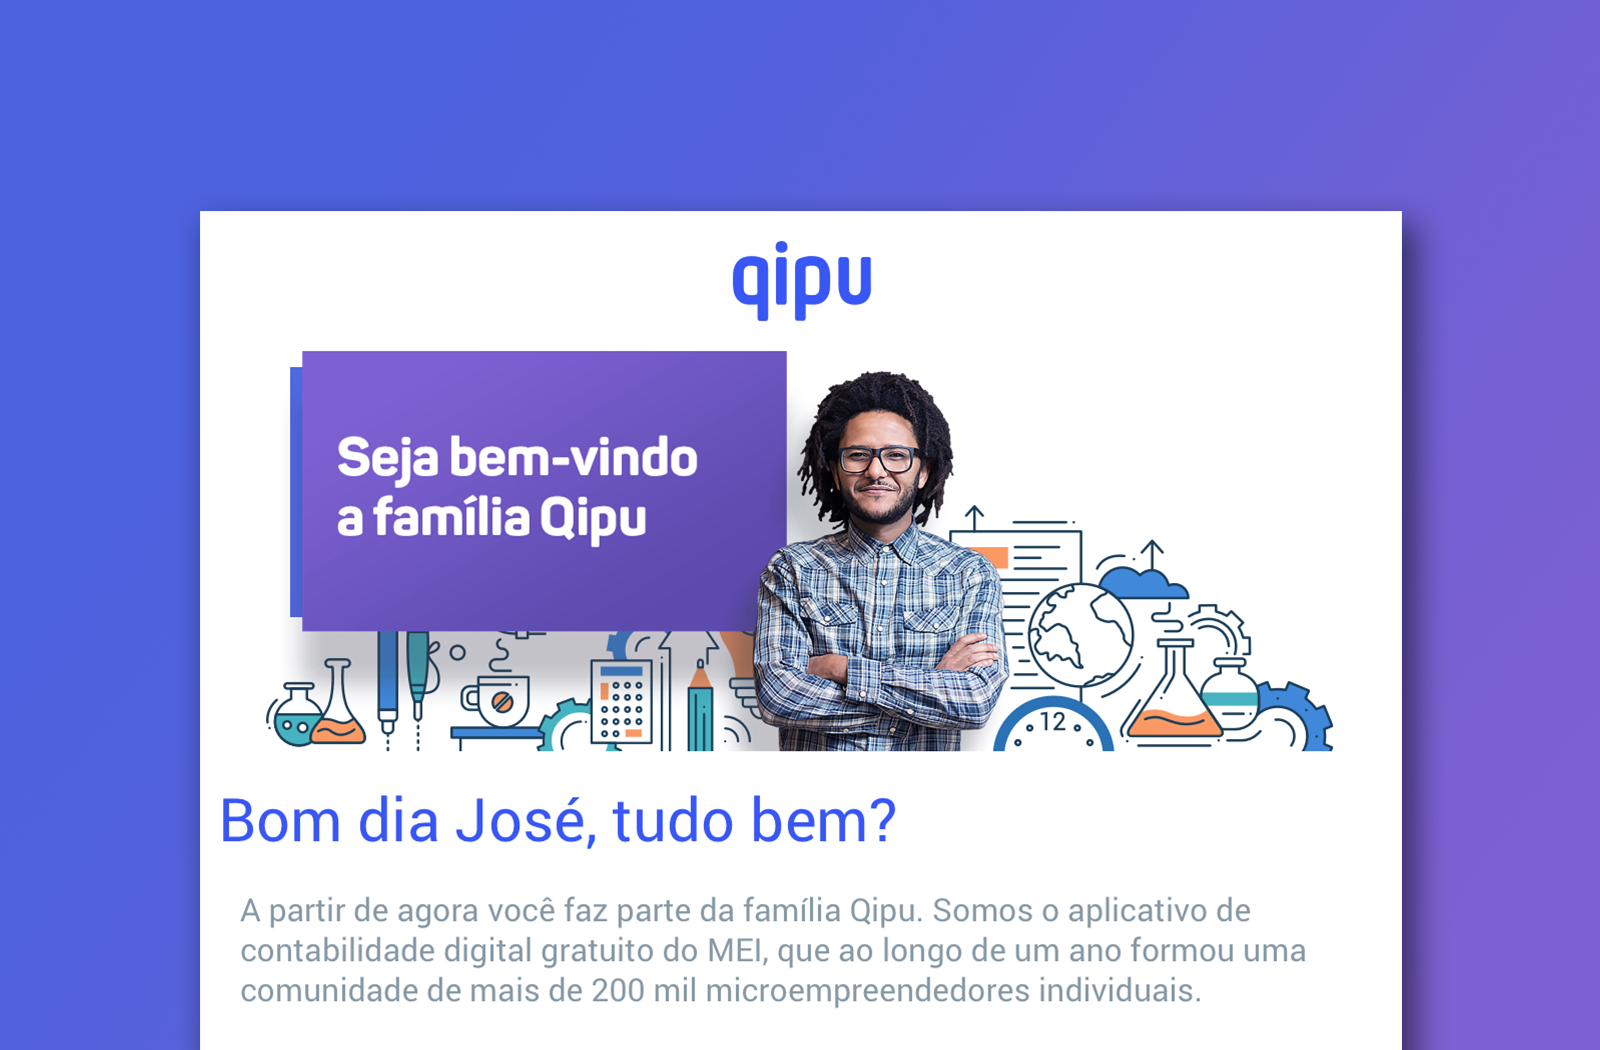 qipu
Seja bem-vindo
a família Qipu
12
Bom dia José, tudo bem?
A partir de agora você faz parte da família Qipu. Somos o aplicativo de
contabilidade digital gratuito do MEI, que ao longo de um ano formou uma
comunidade de mais de 200 mil microempreendedores individuais.